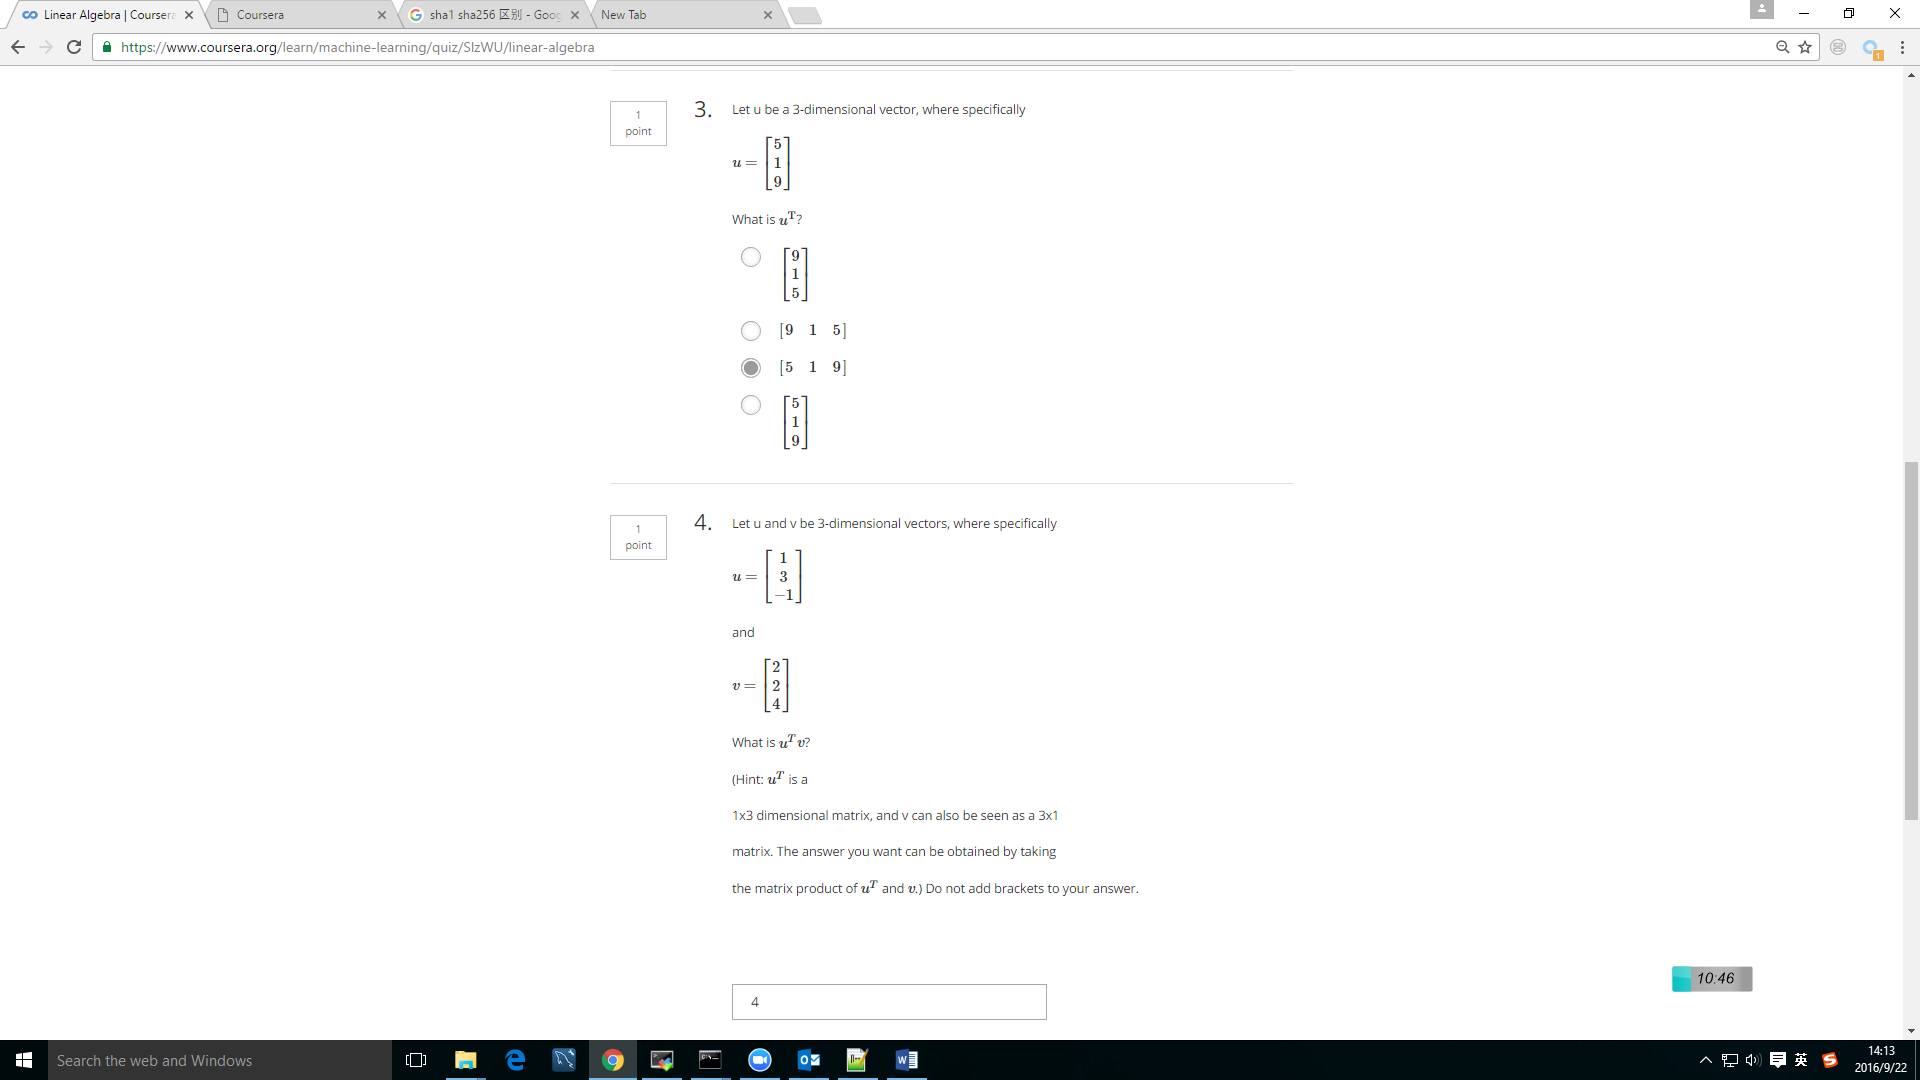 Linear Algebra | Coursera
Coursera
sha1 sha256 区别 - Goog
New Tab
https://www.coursera.org/learn/machine-learning/quiz/SlzWU/linear-algebra
1
1
point
3.
Let u be a 3-dimensional vector, where specifically
u = [5 1 9]
What is u^T?
[9 1 5]
[9 1 5]
[5 1 9]
[5 1 9]
1
point
4.
Let u and v be 3-dimensional vectors, where specifically
u = [1 3 −1]
and
v = [2 2 4]
What is u^T v?
(Hint: u^T is a
1x3 dimensional matrix, and v can also be seen as a 3x1
matrix. The answer you want can be obtained by taking
the matrix product of u^T and v.) Do not add brackets to your answer.
4
10:46
Search the web and Windows
英
14:13
2016/9/22